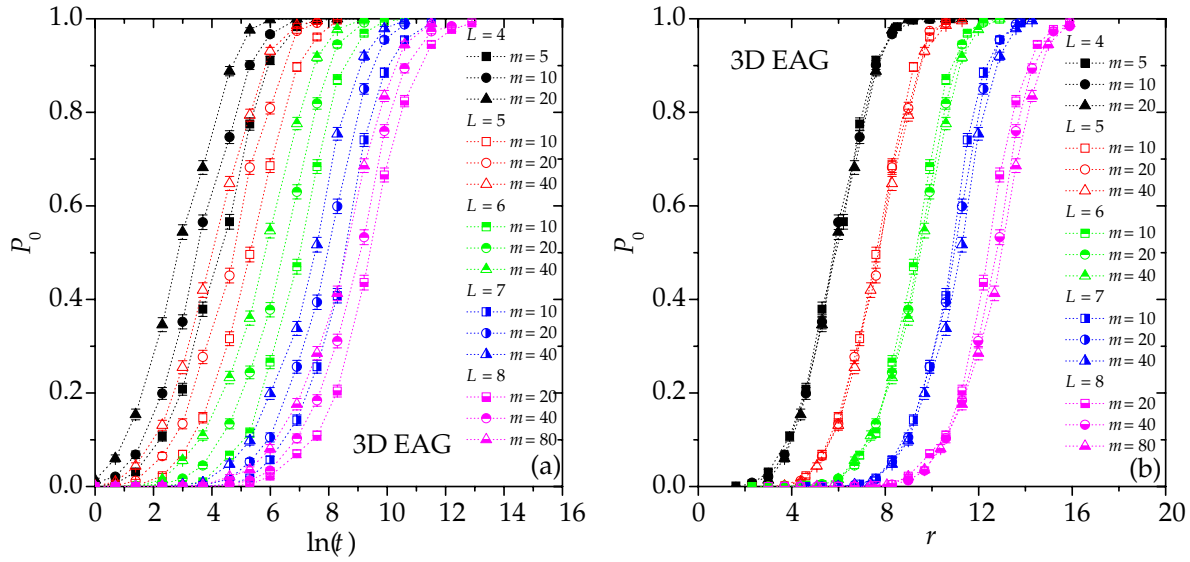 1.0
0.8
0.6
0.4
0.2
0.0
P0
0 2 4 6 8 10 12 14 16
ln(t)
L = 4
m = 5
m = 10
m = 20
L = 5
m = 10
m = 20
m = 40
L = 6
m = 10
m = 20
m = 40
L = 7
m = 10
m = 20
m = 40
L = 8
m = 20
m = 40
m = 80
3D EAG
(a)
1.0
0.8
0.6
0.4
0.2
0.0
P0
0 4 8 12 16 20
r
3D EAG
L = 4
m = 5
m = 10
m = 20
L = 5
m = 10
m = 20
m = 40
L = 6
m = 10
m = 20
m = 40
L = 7
m = 10
m = 20
m = 40
L = 8
m = 20
m = 40
m = 80
(b)